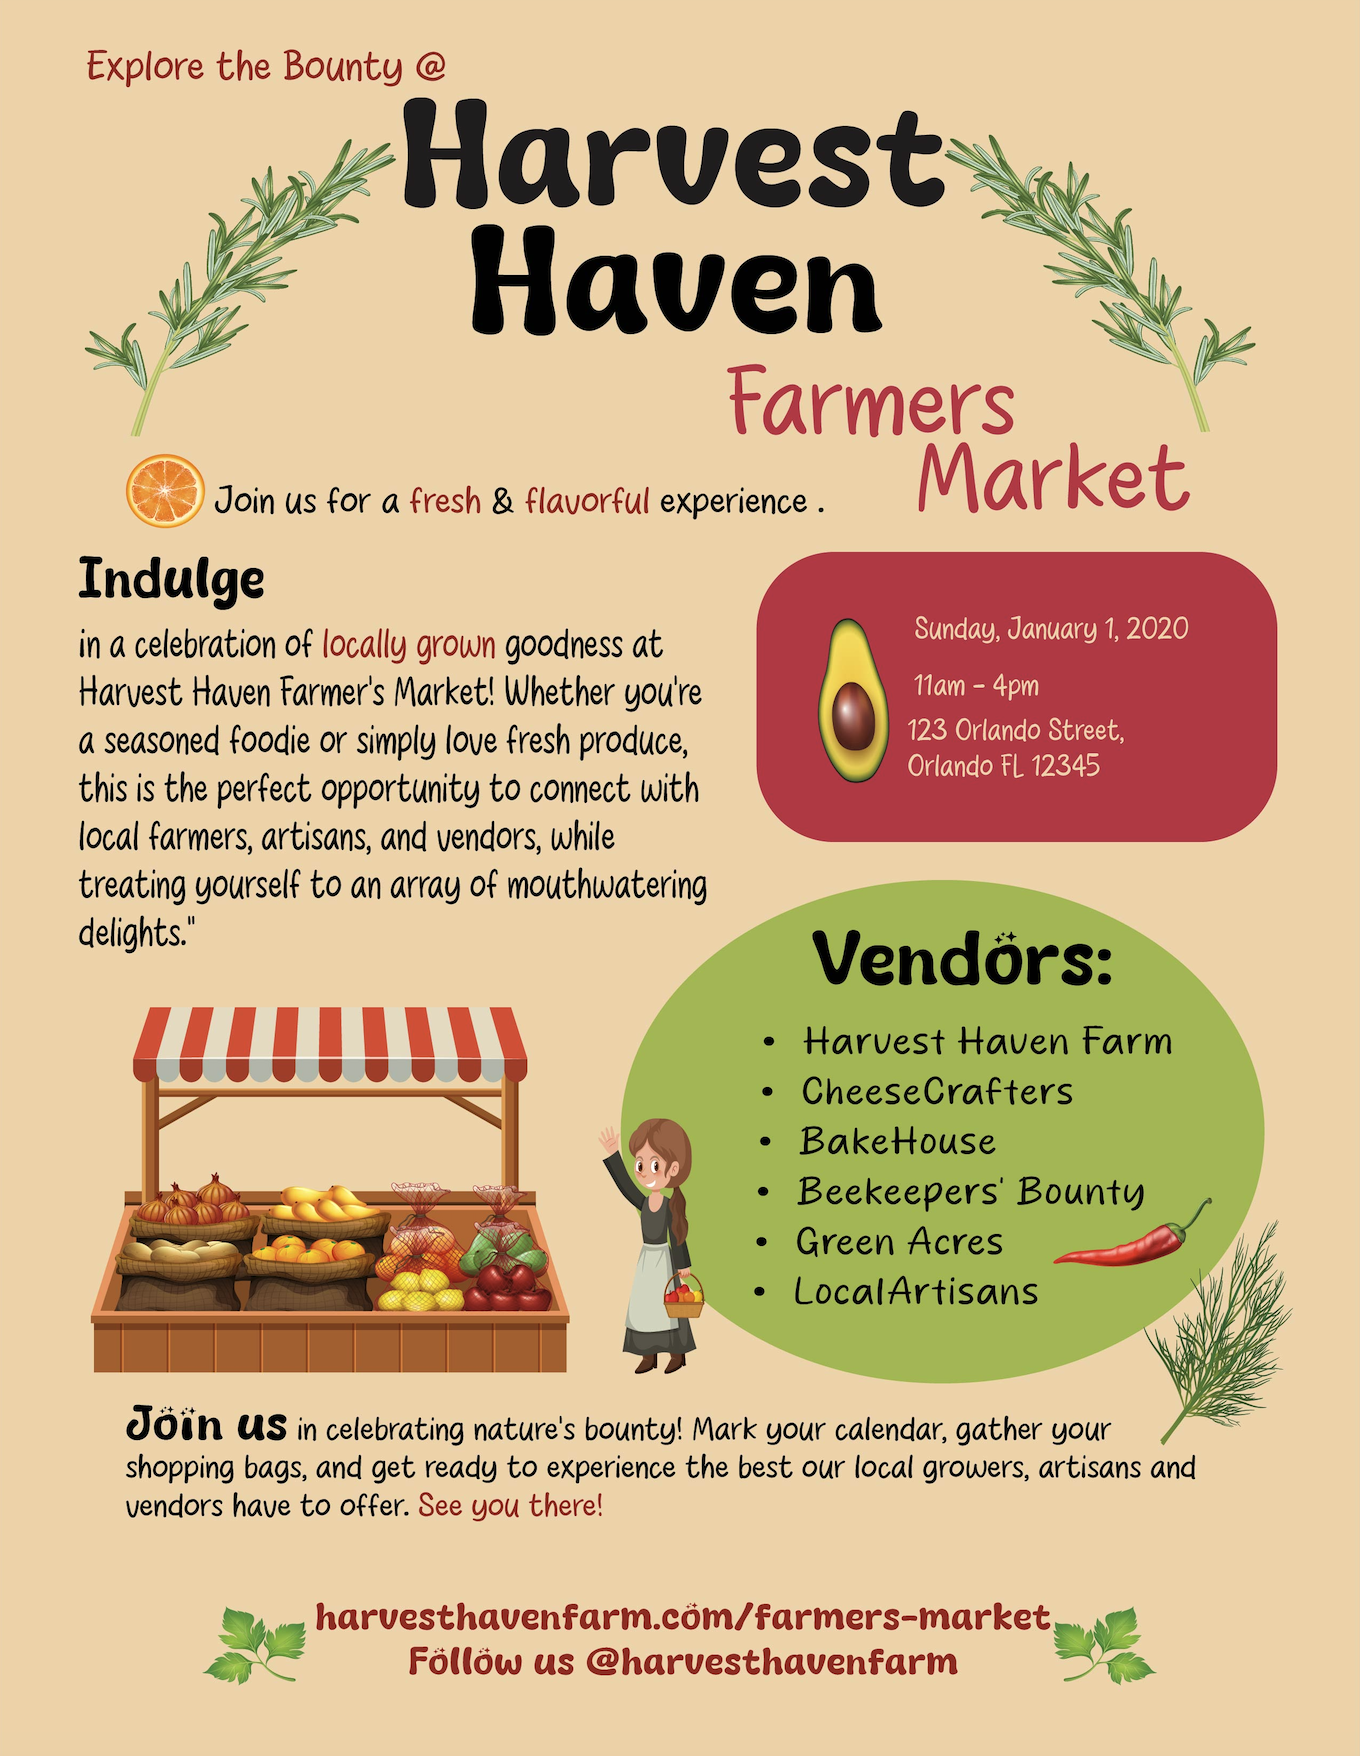 Explore the Bounty @
Harvest
Haven
Farmers
Market
Join us for a fresh & flavorful experience .
Indulge
in a celebration of locally grown goodness at
Harvest Haven Farmer's Market! Whether you're
a seasoned foodie or simply love fresh produce,
this is the perfect opportunity to connect with
local farmers, artisans, and vendors, while
treating yourself to an array of mouthwatering
delights."
Sunday, January 1, 2020
11am - 4pm
123 Orlando Street,
Orlando FL 12345
Vendors:
• Harvest Haven Farm
• CheeseCrafters
• BakeHouse
• Beekeepers' Bounty
• Green Acres
• LocalArtisans
Join us in celebrating nature's bounty! Mark your calendar, gather your
shopping bags, and get ready to experience the best our local growers, artisans and
vendors have to offer. See you there!
harvesthavenfarm.com/farmers-market
Follow us @harvesthavenfarm